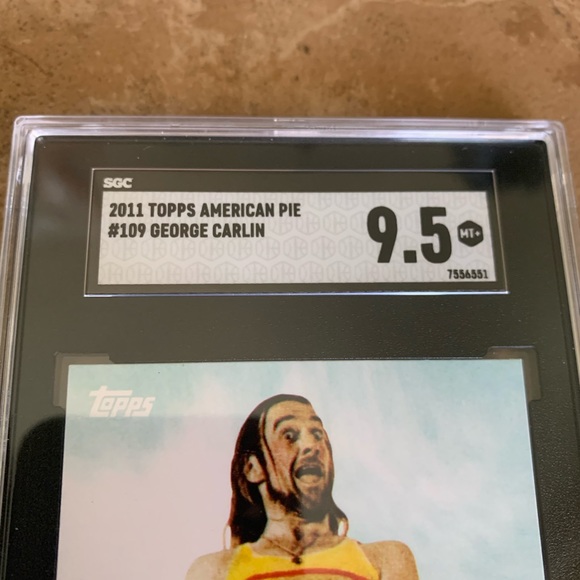 SGC
2011 TOPPS AMERICAN PIE
#109 GEORGE CARLIN
9.5 MT+
7556551
Topps